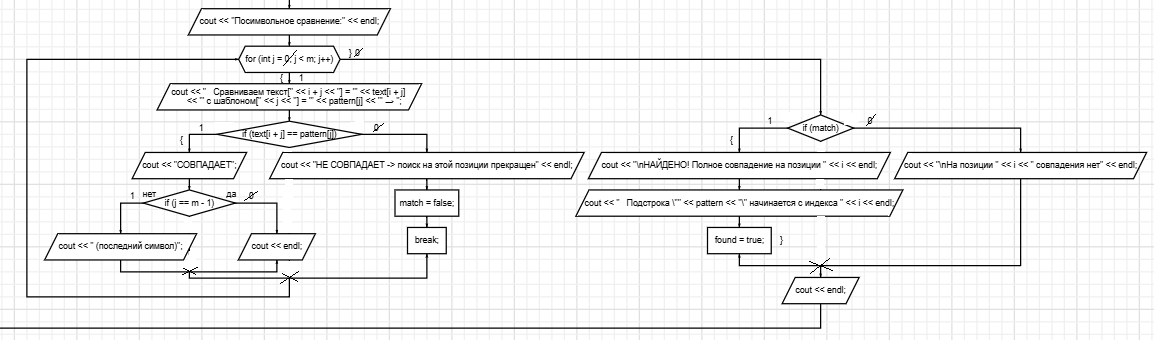 cout << "Посимвольное сравнение:" << endl;
for (int j = 0; j < m; j++)
} 0
{ 1
cout << "   Сравниваем текст[" << i + j << "] = '" << text[i + j]
<< "' с шаблоном[" << j << "] = '" << pattern[j] << "' — ";
1
if (text[i + j] == pattern[j])
0
{
1
if (match)
0
{
cout << "СОВПАДАЕТ";
cout << "НЕ СОВПАДАЕТ -> поиск на этой позиции прекращен" << endl;
cout << "\nНАЙДЕНО! Полное совпадение на позиции " << i << endl;
cout << "\nНа позиции " << i << " совпадения нет" << endl;
1 нет
if (j == m - 1)
да 0
match = false;
cout << "   Подстрока \"" << pattern << "\" начинается с индекса " << i << endl;
cout << " (последний символ)";
cout << endl;
break;
found = true;
}
cout << endl;